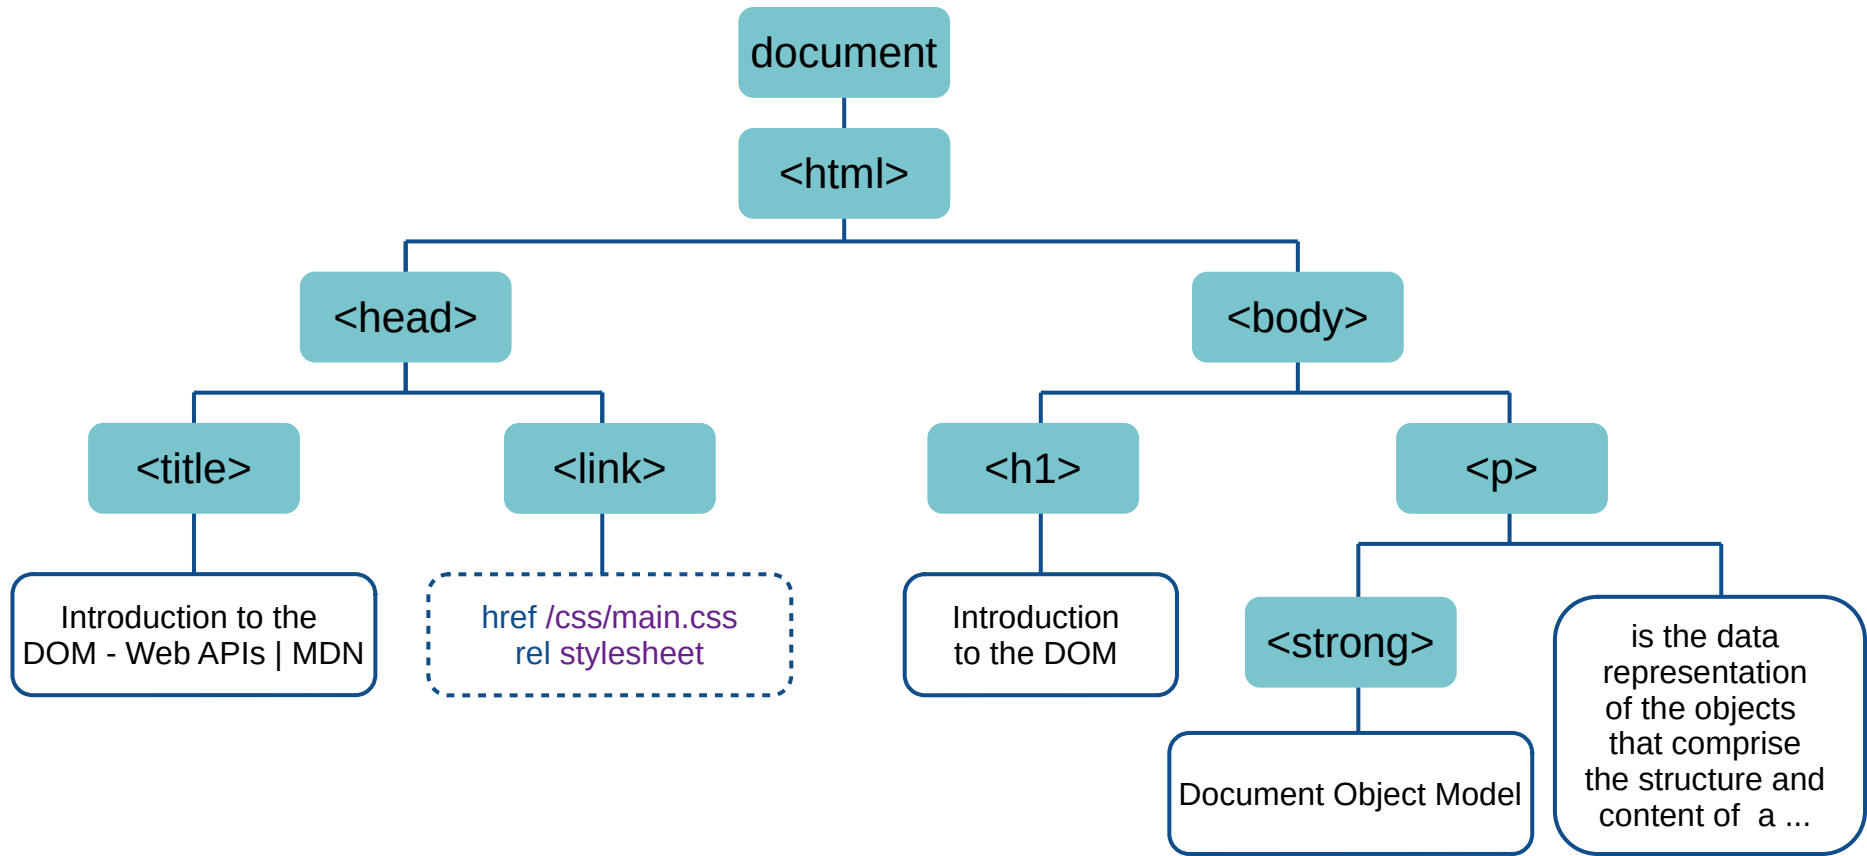 document
<html>
<head>
<body>
<title>
<link>
<h1>
<p>
Introduction to the
DOM - Web APIs | MDN
href /css/main.css
rel stylesheet
Introduction
to the DOM
<strong>
is the data
representation
of the objects
that comprise
the structure and
content of  a ...
Document Object Model